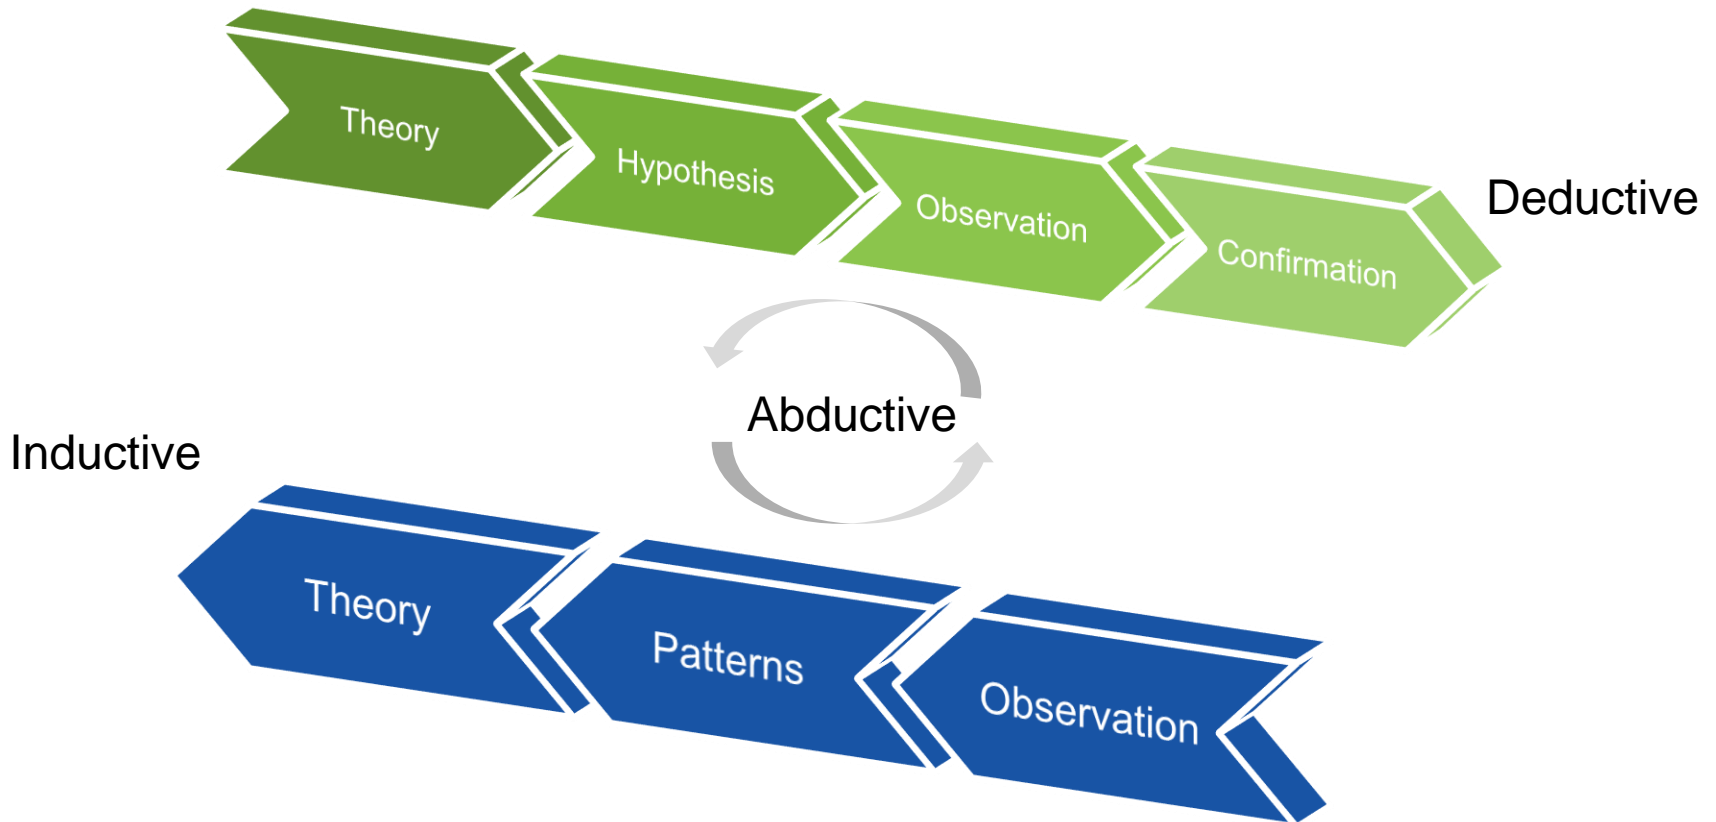 Theory
Hypothesis
Observation
Confirmation
Deductive
Abductive
Inductive
Theory
Patterns
Observation